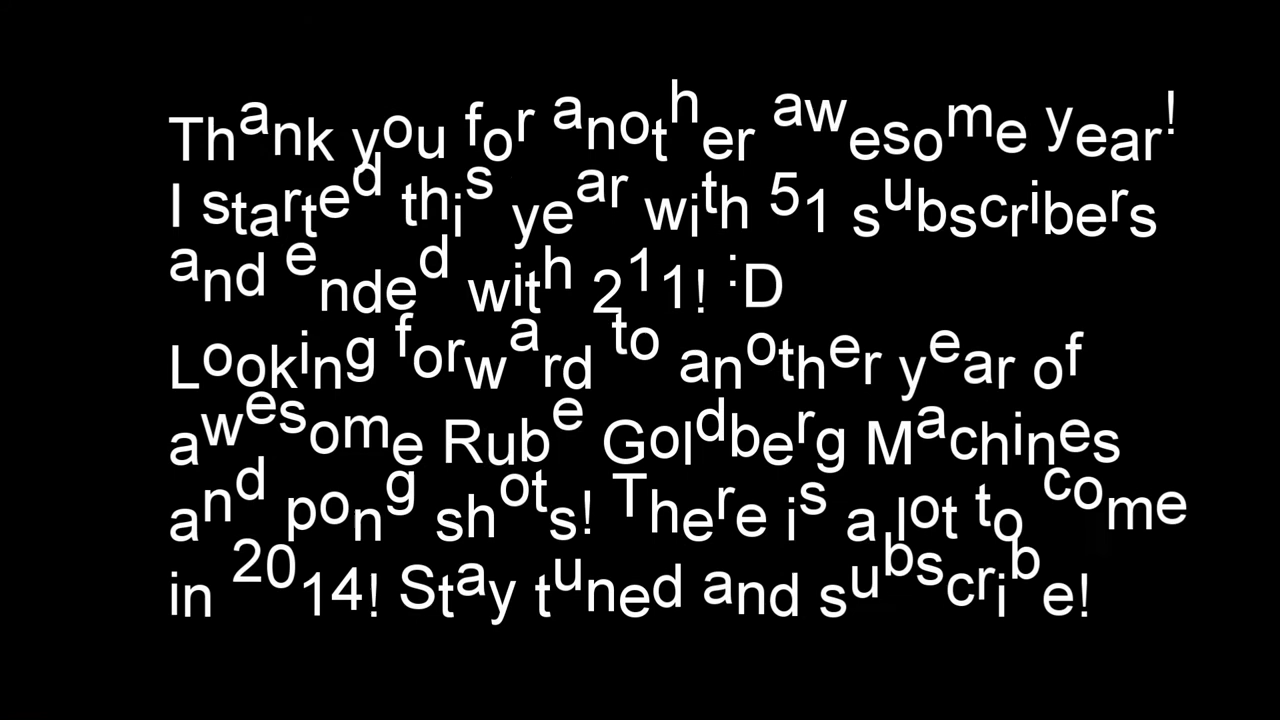 Thank you for another awesome year!
I started this year with 51 subscribers
and ended with 211! :D
Looking forward to another year of
awesome Rube Goldberg Machines
and pong shots! There is a lot to come
in 2014! Stay tuned and subscribe!